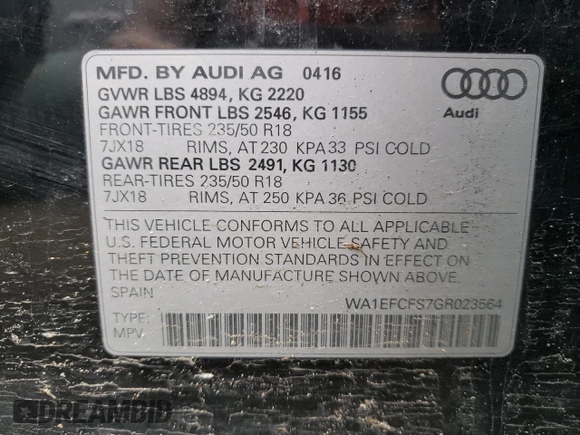 MFD. BY AUDI AG 0416
GVWR LBS 4894, KG 2220
GAWR FRONT LBS 2546, KG 1155
FRONT-TIRES 235/50 R18
7JX18 RIMS, AT 230 KPA 33 PSI COLD
GAWR REAR LBS 2491, KG 1130
REAR-TIRES 235/50 R18
7JX18 RIMS, AT 250 KPA 36 PSI COLD
Audi
THIS VEHICLE CONFORMS TO ALL APPLICABLE
U.S. FEDERAL MOTOR VEHICLE SAFETY AND
THEFT PREVENTION STANDARDS IN EFFECT ON
THE DATE OF MANUFACTURE SHOWN ABOVE.
SPAIN WA1EFCFS7GR023564
TYPE:
MPV
DREAMBID